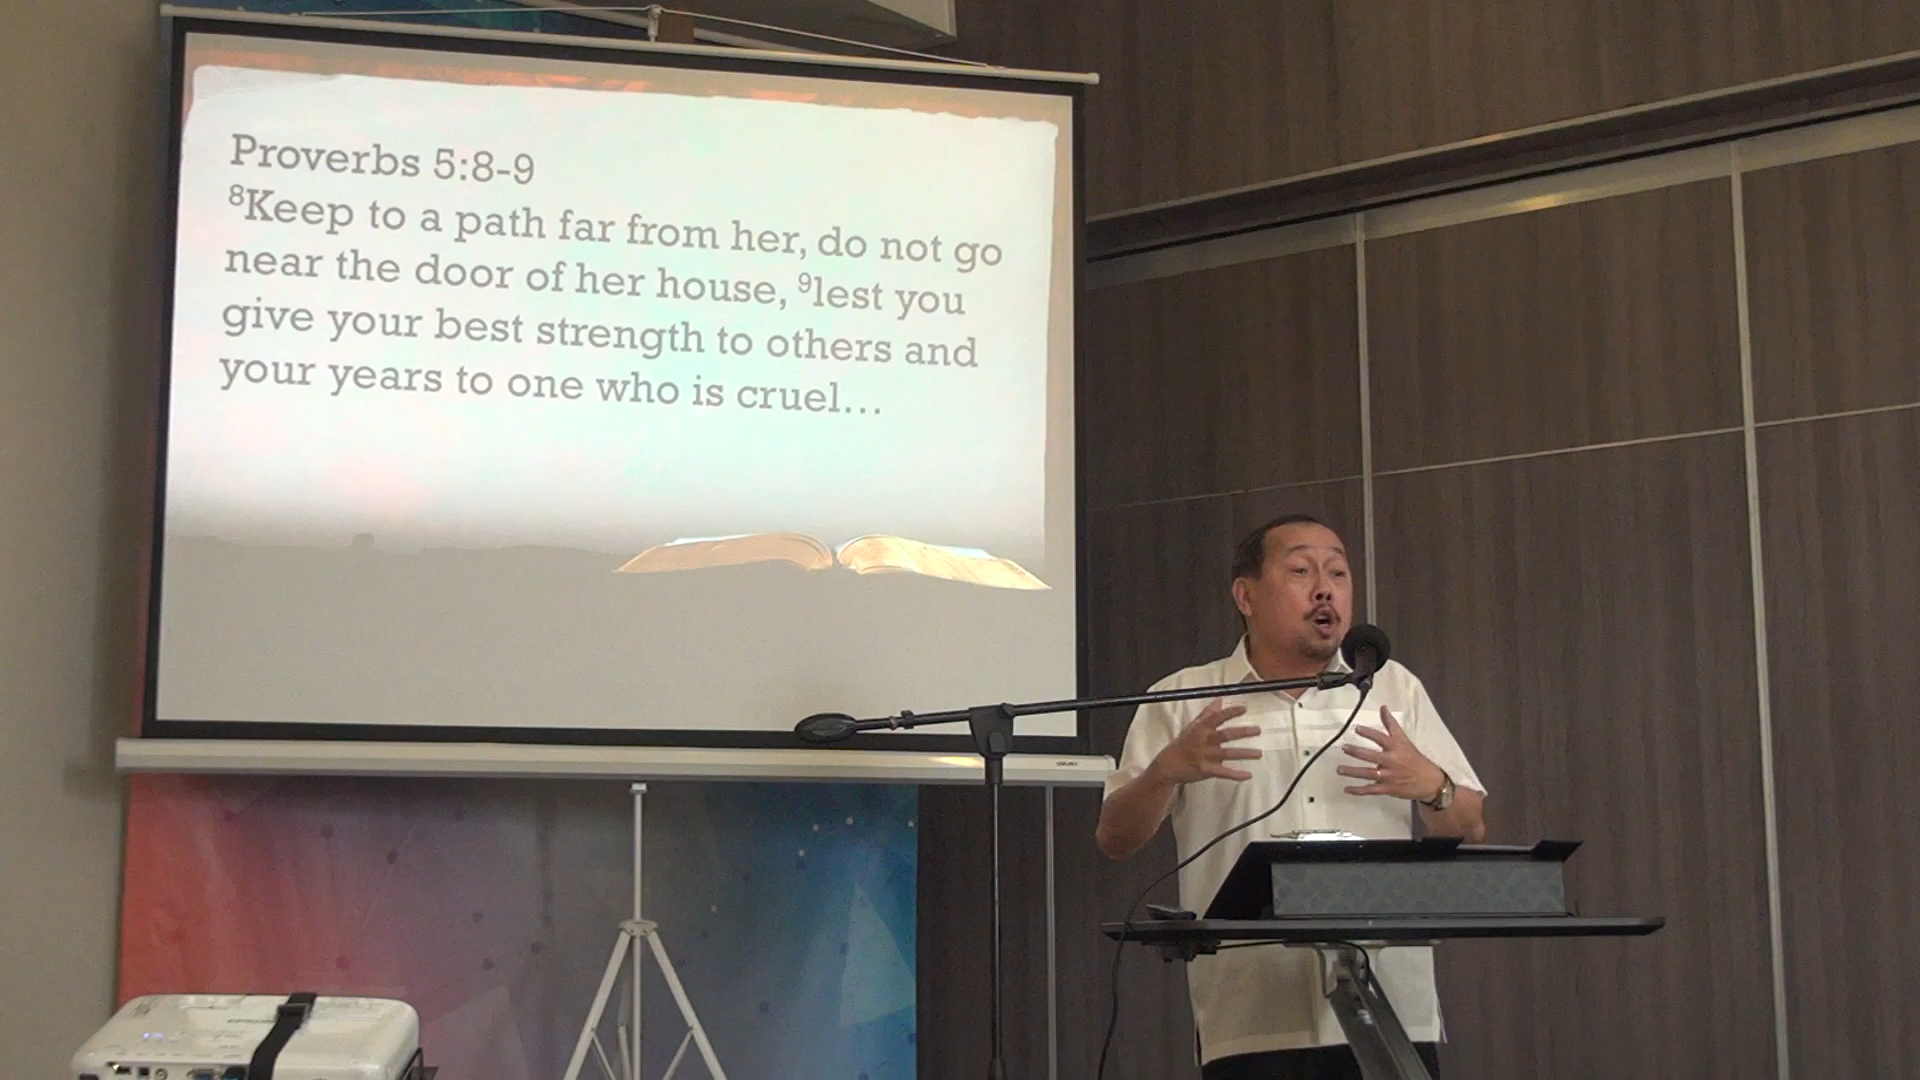 Proverbs 5:8-9
⁸Keep to a path far from her, do not go
near the door of her house, ⁹lest you
give your best strength to others and
your years to one who is cruel…